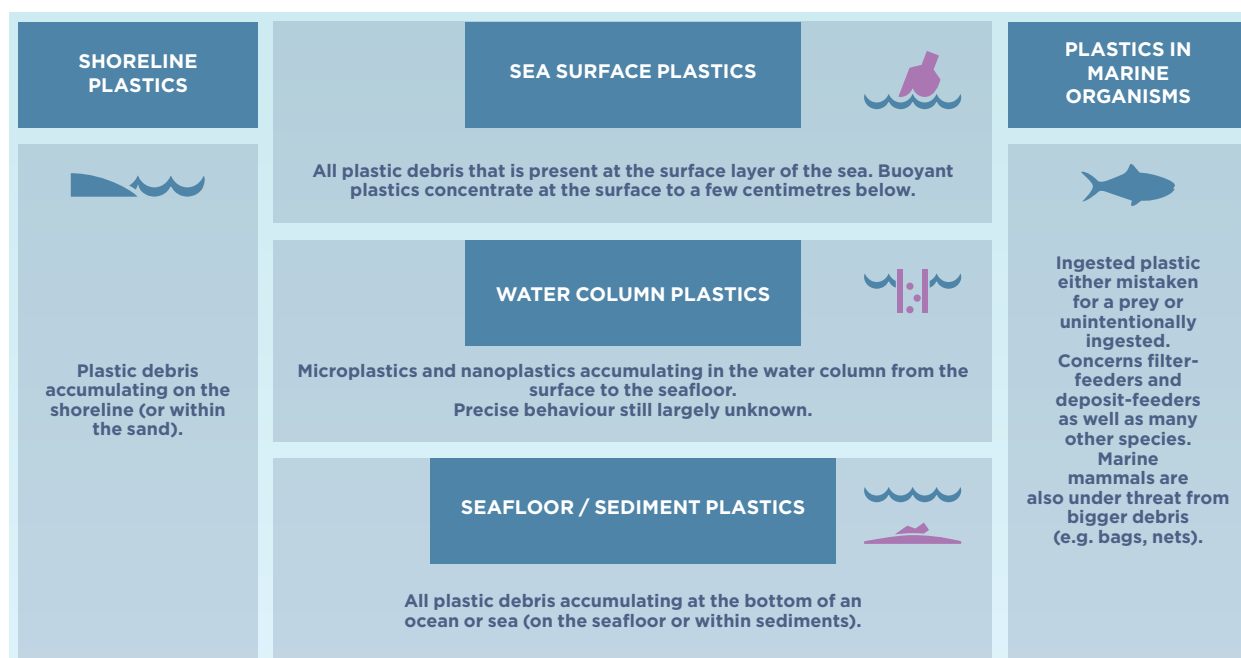 SHORELINE
PLASTICS
Plastic debris
accumulating on the
shoreline (or within
the sand).
SEA SURFACE PLASTICS
All plastic debris that is present at the surface layer of the sea. Buoyant
plastics concentrate at the surface to a few centimetres below.
WATER COLUMN PLASTICS
Microplastics and nanoplastics accumulating in the water column from the
surface to the seafloor.
Precise behaviour still largely unknown.
SEAFLOOR / SEDIMENT PLASTICS
All plastic debris accumulating at the bottom of an
ocean or sea (on the seafloor or within sediments).
PLASTICS IN
MARINE
ORGANISMS
Ingested plastic
either mistaken
for a prey or
unintentionally
ingested.
Concerns filter-
feeders and
deposit-feeders
as well as many
other species.
Marine
mammals are
also under threat from
bigger debris
(e.g. bags, nets).